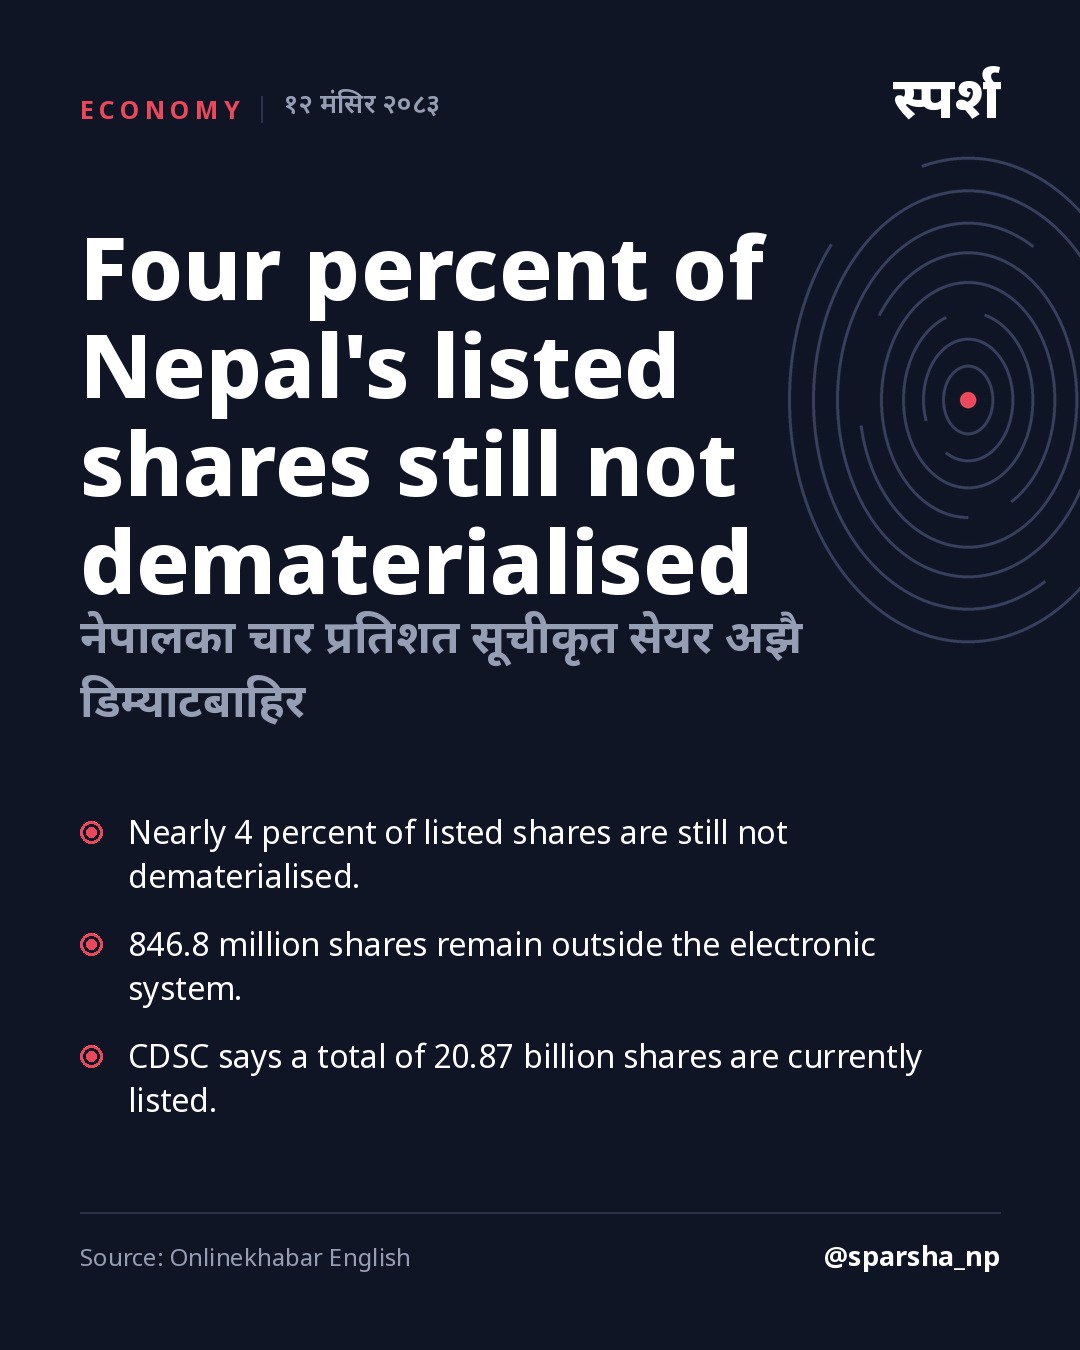 ECONOMY
१२ मंसिर २०८३
स्पर्श
Four percent of
Nepal's listed
shares still not
dematerialised
नेपालका चार प्रतिशत सूचीकृत सेयर अझै
डिम्याटबाहिर
Nearly 4 percent of listed shares are still not
dematerialised.
846.8 million shares remain outside the electronic
system.
CDSC says a total of 20.87 billion shares are currently
listed.
Source: Onlinekhabar English
@sparsha_np